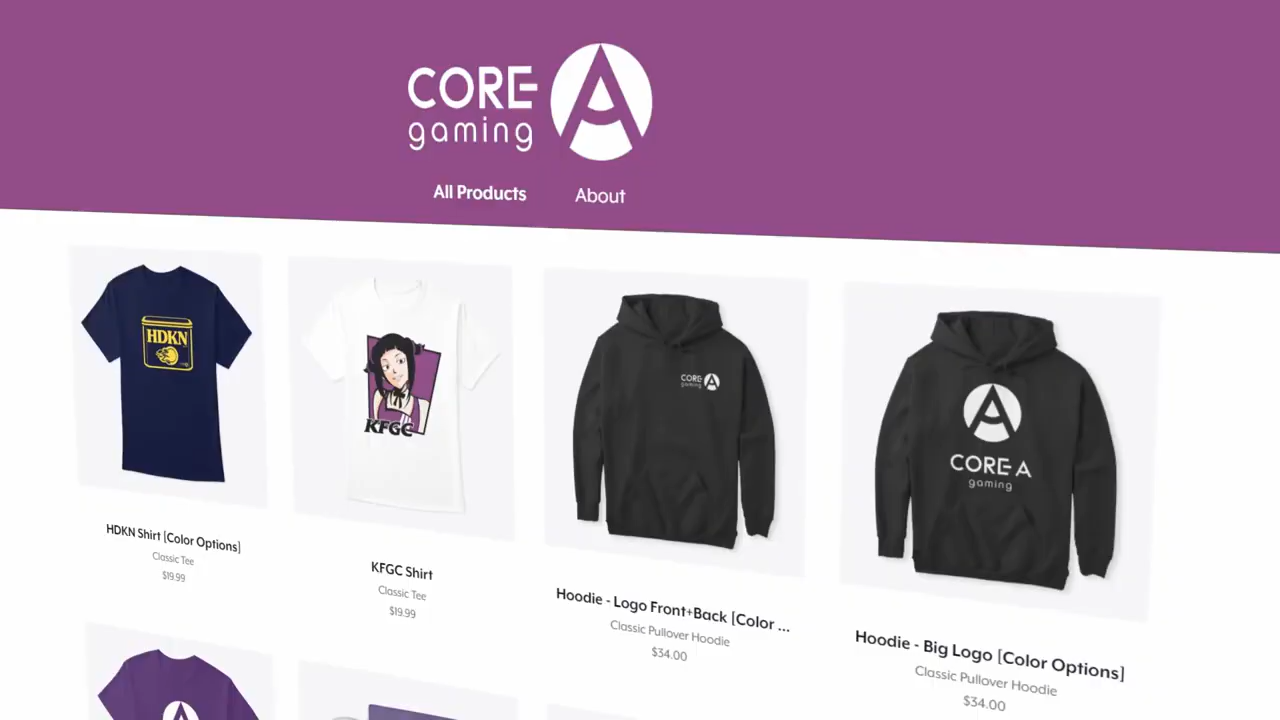 CORE-
gaming
A
All Products
About
HDKN
HDKN Shirt [Color Options]
Classic Tee
$19.99
KFGC
KFGC Shirt
Classic Tee
$19.99
CORE-A
gaming
Hoodie - Logo Front+Back [Color ...
Classic Pullover Hoodie
$34.00
A
CORE-A
gaming
Hoodie - Big Logo [Color Options]
Classic Pullover Hoodie
$34.00
A